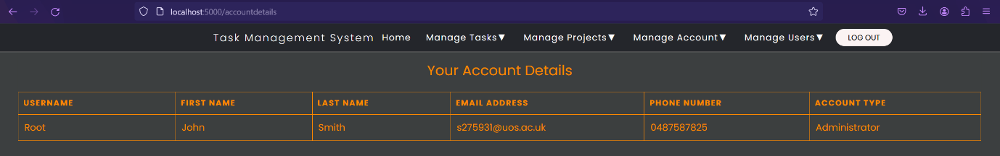 localhost:5000/accountdetails
Task Management System Home Manage Tasks▼ Manage Projects▼ Manage Account▼ Manage Users▼ LOG OUT
Your Account Details
USERNAME FIRST NAME LAST NAME EMAIL ADDRESS PHONE NUMBER ACCOUNT TYPE
Root John Smith s275931@uos.ac.uk 0487587825 Administrator